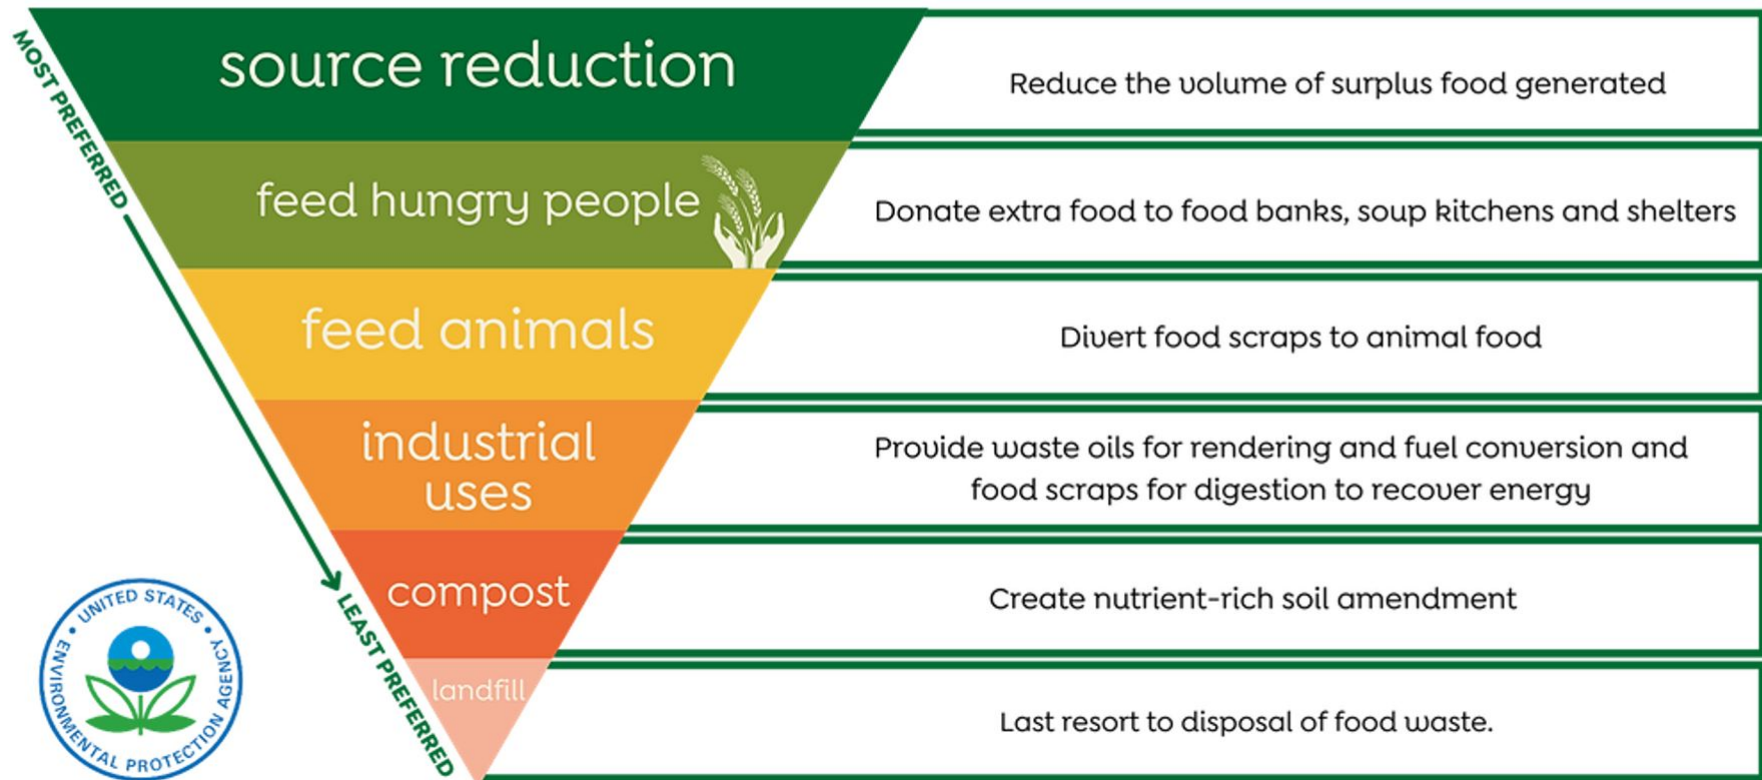 MOST PREFERRED
source reduction
Reduce the volume of surplus food generated
feed hungry people
Donate extra food to food banks, soup kitchens and shelters
feed animals
Divert food scraps to animal food
industrial
uses
Provide waste oils for rendering and fuel conversion and
food scraps for digestion to recover energy
compost
Create nutrient-rich soil amendment
landfill
Last resort to disposal of food waste.
LEAST PREFERRED
UNITED STATES
ENVIRONMENTAL PROTECTION AGENCY